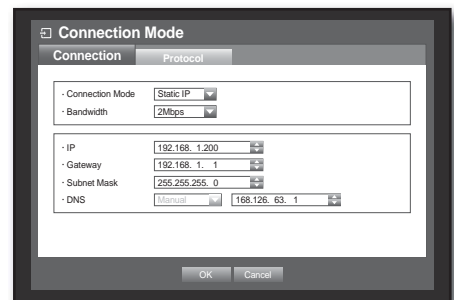 Connection Mode
Connection Protocol
· Connection Mode Static IP
· Bandwidth 2Mbps
· IP 192.168. 1.200
· Gateway 192.168. 1. 1
· Subnet Mask 255.255.255. 0
· DNS Manual 168.126. 63. 1
OK Cancel